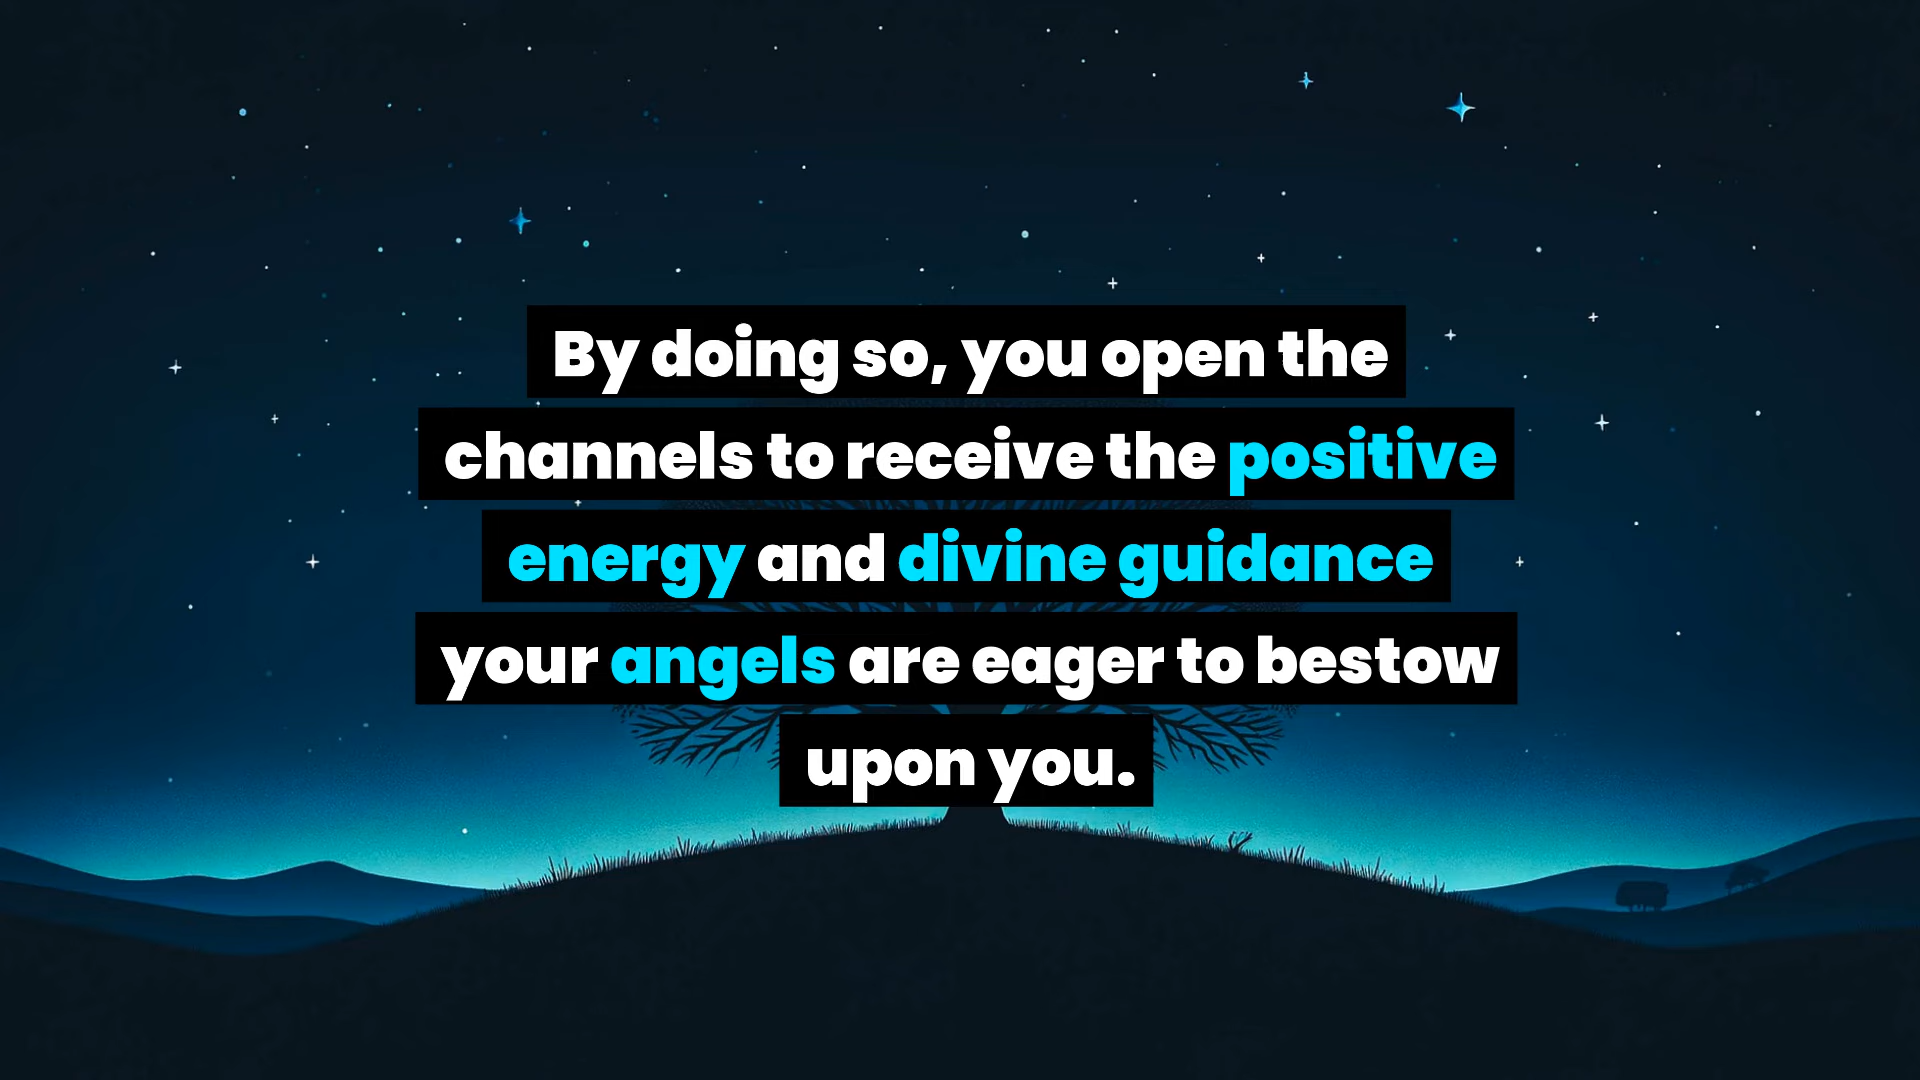 By doing so, you open the
channels to receive the positive
energy and divine guidance
your angels are eager to bestow
upon you.